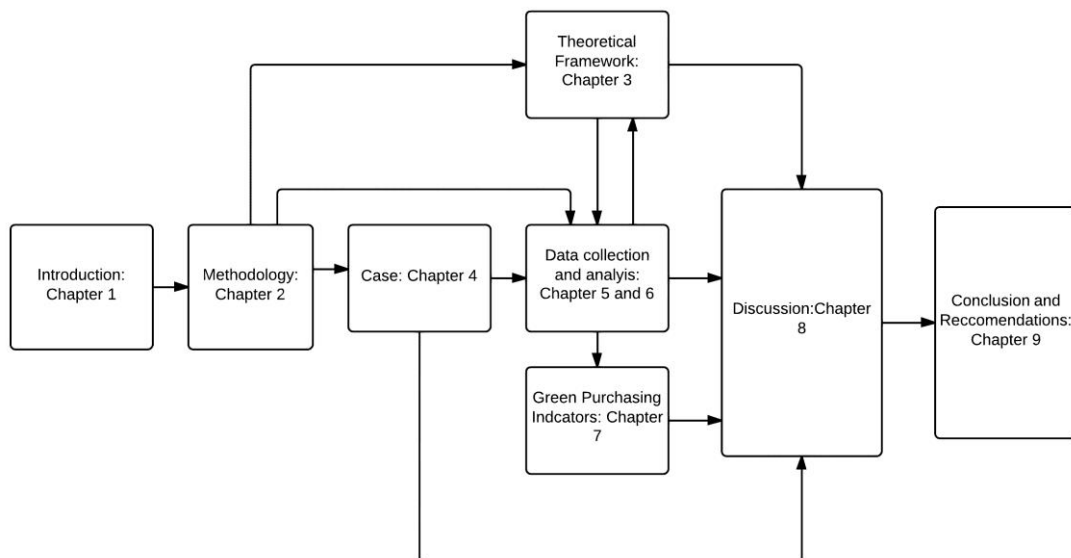 Theoretical
Framework:
Chapter 3
Introduction:
Chapter 1
Methodology:
Chapter 2
Case: Chapter 4
Data collection
and analyis:
Chapter 5 and 6
Discussion:Chapter
8
Conclusion and
Reccomendations:
Chapter 9
Green Purchasing
Indcators: Chapter
7